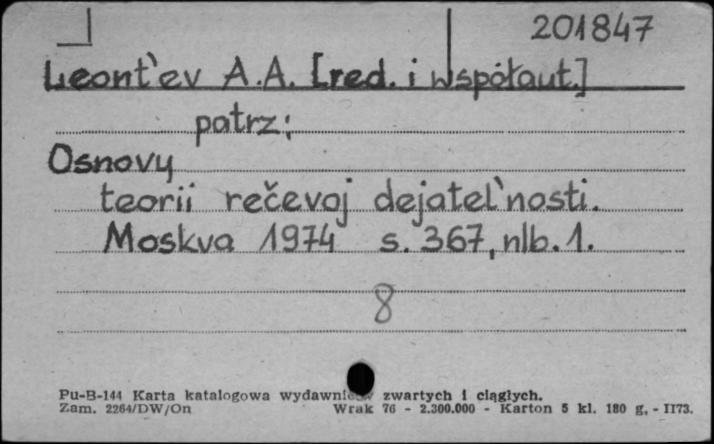 201847
Leont'ev A.A. [red. i współaut.]
patrz:
Osnovy
teorii rečevoj dejatel'nosti.
Moskva 1974 s. 367, nlb. 1.
8
Pu-B-144 Karta katalogowa wydawnictw zwartych i ciągłych.
Zam. 2264/DW/On Wrak 76 - 2.300.000 - Karton 5 kl. 180 g. - II73.